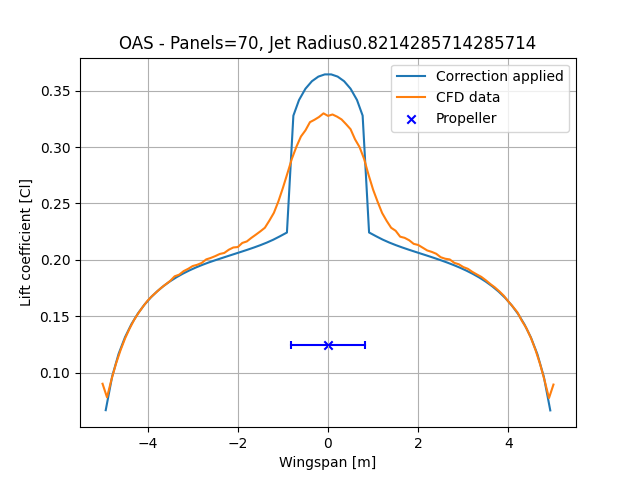 OAS - Panels=70, Jet Radius0.8214285714285714
Correction applied
CFD data
Propeller
Lift coefficient [Cl]
0.35
0.30
0.25
0.20
0.15
0.10
−4
−2
0
2
4
Wingspan [m]